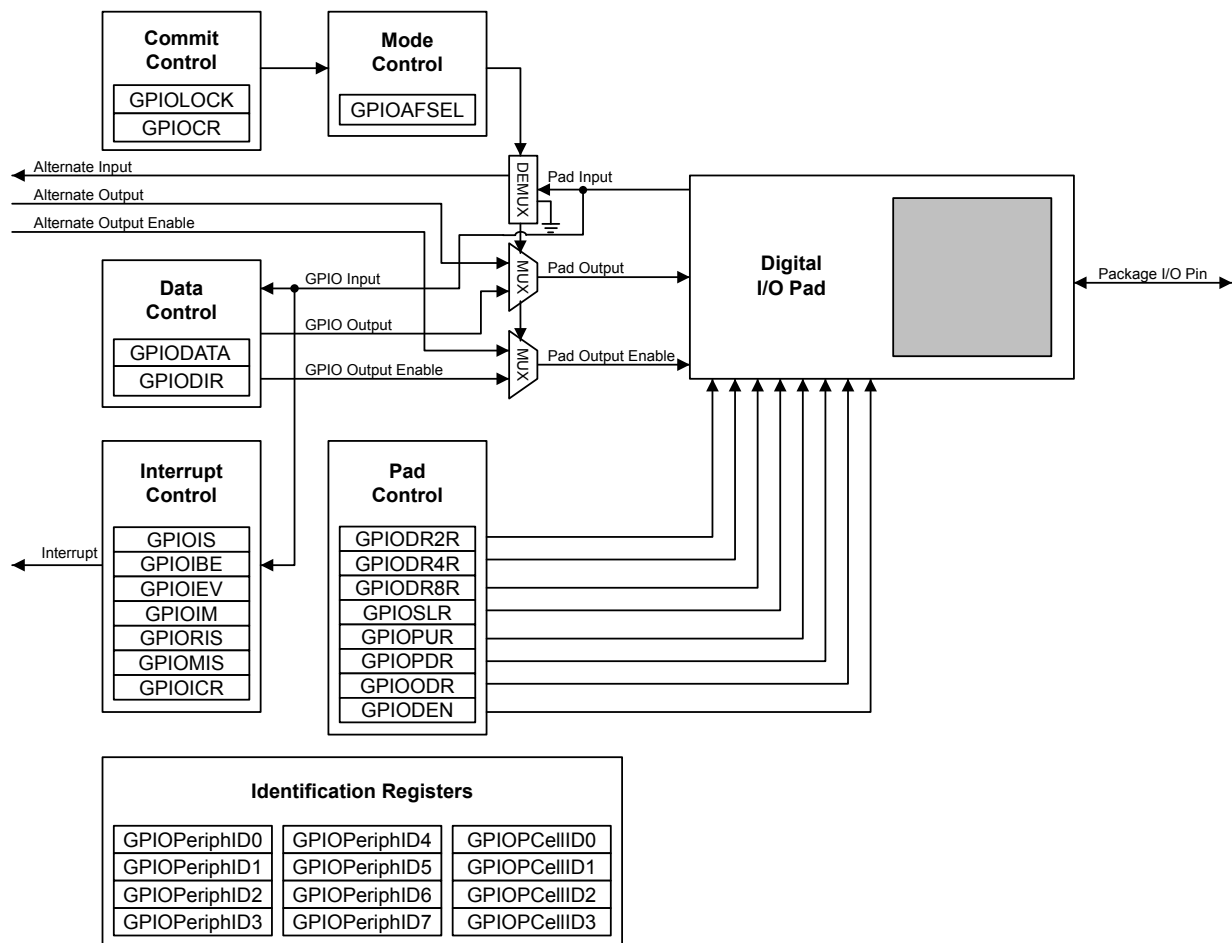 Commit
Control
GPIOLOCK
GPIOCR
Mode
Control
GPIOAFSEL
Alternate Input
Alternate Output
Alternate Output Enable
DEMUX
Pad Input
MUX
Pad Output
MUX
Pad Output Enable
Digital
I/O Pad
Package I/O Pin
Data
Control
GPIODATA
GPIODIR
GPIO Input
GPIO Output
GPIO Output Enable
Interrupt
Control
GPIOIS
GPIOIBE
GPIOIEV
GPIOIM
GPIORIS
GPIOMIS
GPIOICR
Interrupt
Pad
Control
GPIODR2R
GPIODR4R
GPIODR8R
GPIOSLR
GPIOPUR
GPIOPDR
GPIOODR
GPIODEN
Identification Registers
GPIOPeriphID0
GPIOPeriphID1
GPIOPeriphID2
GPIOPeriphID3
GPIOPeriphID4
GPIOPeriphID5
GPIOPeriphID6
GPIOPeriphID7
GPIOPCellID0
GPIOPCellID1
GPIOPCellID2
GPIOPCellID3